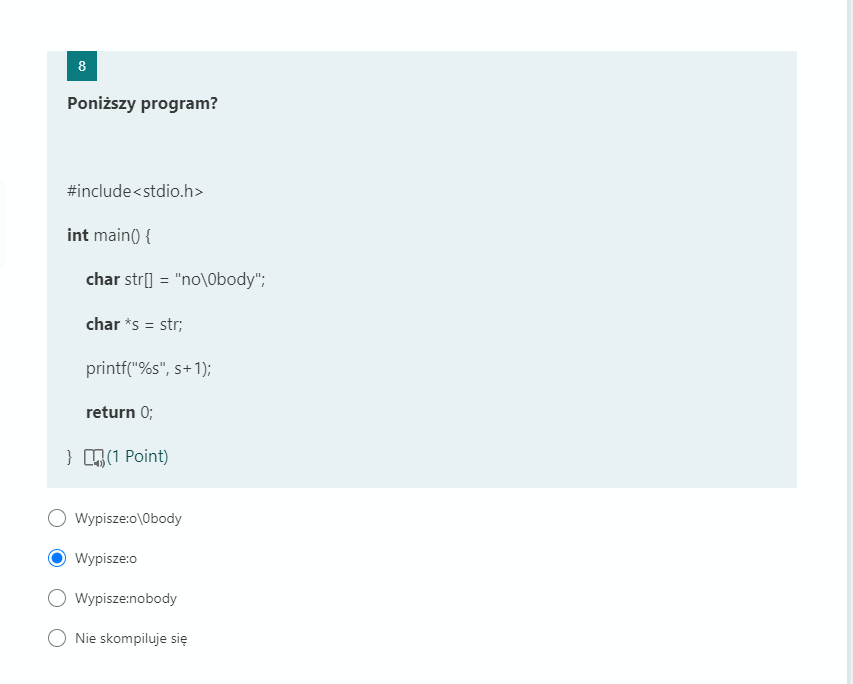 8
Poniższy program?
#include<stdio.h>
int main() {
char str[] = "no\0body";
char *s = str;
printf("%s", s+1);
return 0;
} (1 Point)
Wypisze:o\0body
Wypisze:o
Wypisze:nobody
Nie skompiluje się